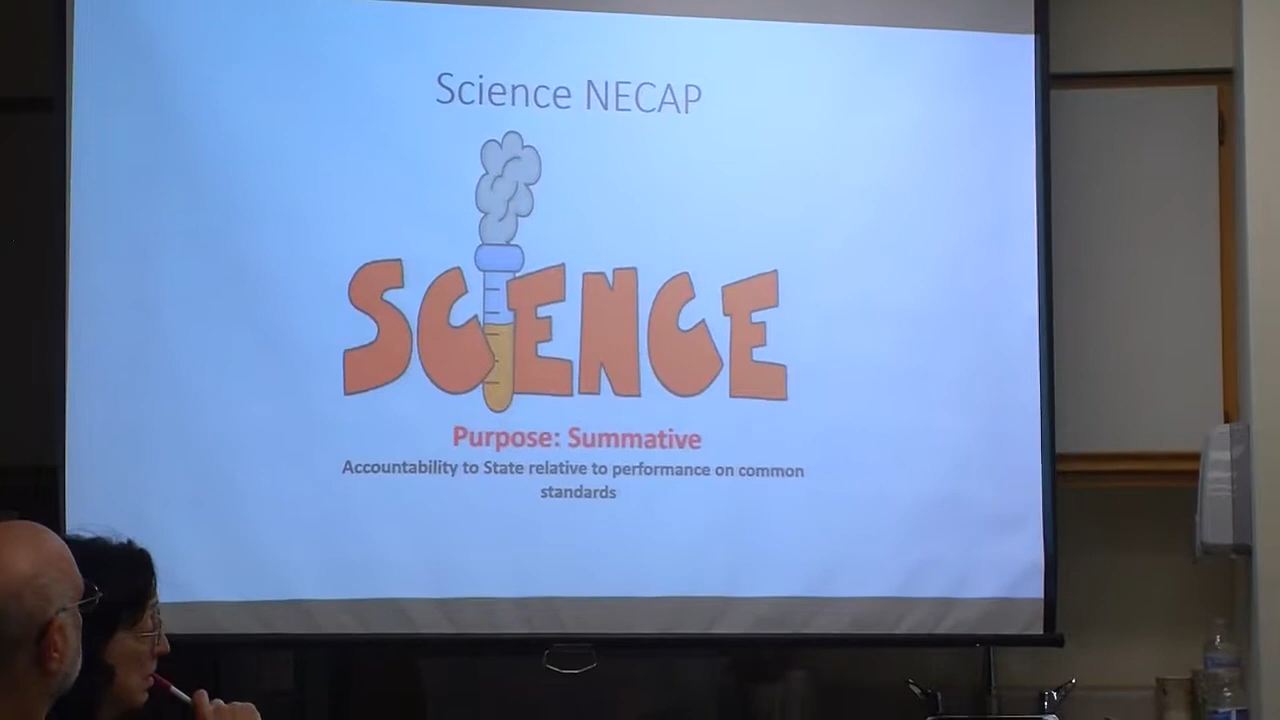 Science NECAP
SCIENCE
Purpose: Summative
Accountability to State relative to performance on common
standards